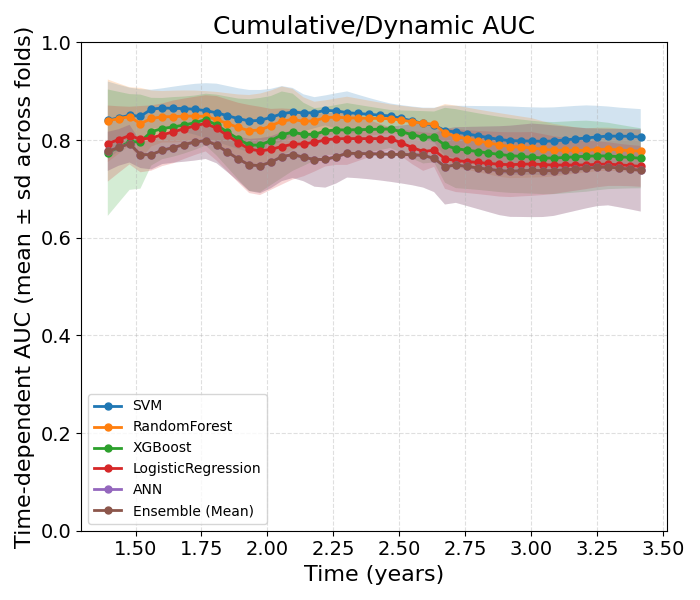 Cumulative/Dynamic AUC
Time-dependent AUC (mean ± sd across folds)
1.0
0.8
0.6
0.4
0.2
0.0
SVM
RandomForest
XGBoost
LogisticRegression
ANN
Ensemble (Mean)
1.50 1.75 2.00 2.25 2.50 2.75 3.00 3.25 3.50
Time (years)